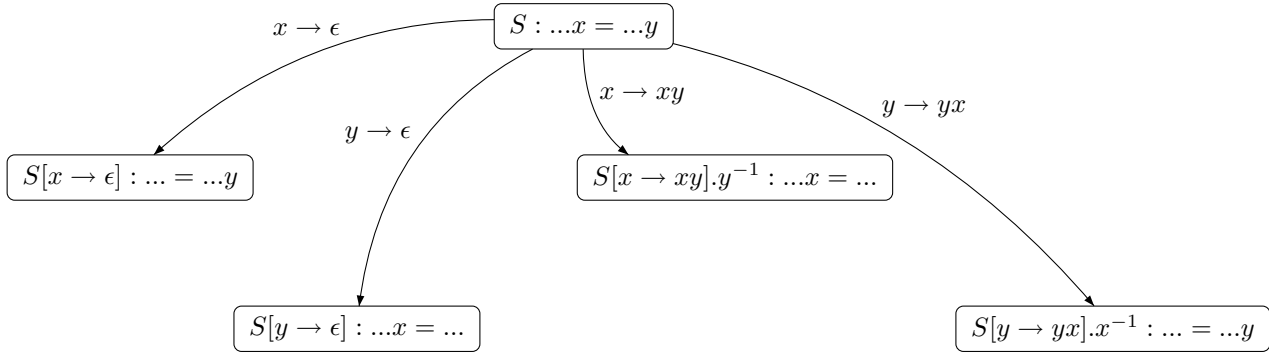 S : ...x = ...y
x → ϵ
x → xy
y → yx
y → ϵ
S[x → ϵ] : ... = ...y
S[x → xy].y⁻¹ : ...x = ...
S[y → ϵ] : ...x = ...
S[y → yx].x⁻¹ : ... = ...y